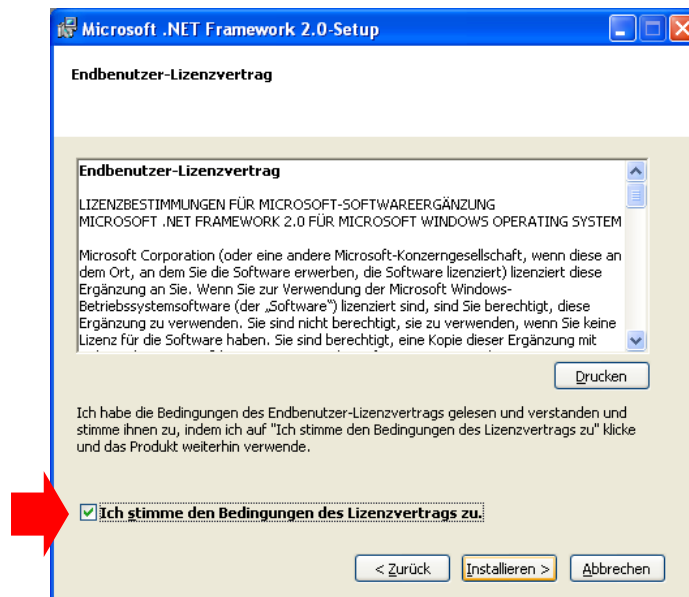 Microsoft .NET Framework 2.0-Setup
Endbenutzer-Lizenzvertrag
Endbenutzer-Lizenzvertrag
LIZENZBESTIMMUNGEN FÜR MICROSOFT-SOFTWAREERGÄNZUNG
MICROSOFT .NET FRAMEWORK 2.0 FÜR MICROSOFT WINDOWS OPERATING SYSTEM
Microsoft Corporation (oder eine andere Microsoft-Konzerngesellschaft, wenn diese an
dem Ort, an dem Sie die Software erwerben, die Software lizenziert) lizenziert diese
Ergänzung an Sie. Wenn Sie zur Verwendung der Microsoft Windows-
Betriebssystemsoftware (der „Software“) lizenziert sind, sind Sie berechtigt, diese
Ergänzung zu verwenden. Sie sind nicht berechtigt, sie zu verwenden, wenn Sie keine
Lizenz für die Software haben. Sie sind berechtigt, eine Kopie dieser Ergänzung mit
Drucken
Ich habe die Bedingungen des Endbenutzer-Lizenzvertrags gelesen und verstanden und
stimme ihnen zu, indem ich auf "Ich stimme den Bedingungen des Lizenzvertrags zu" klicke
und das Produkt weiterhin verwende.
Ich stimme den Bedingungen des Lizenzvertrags zu.
< Zurück
Installieren >
Abbrechen